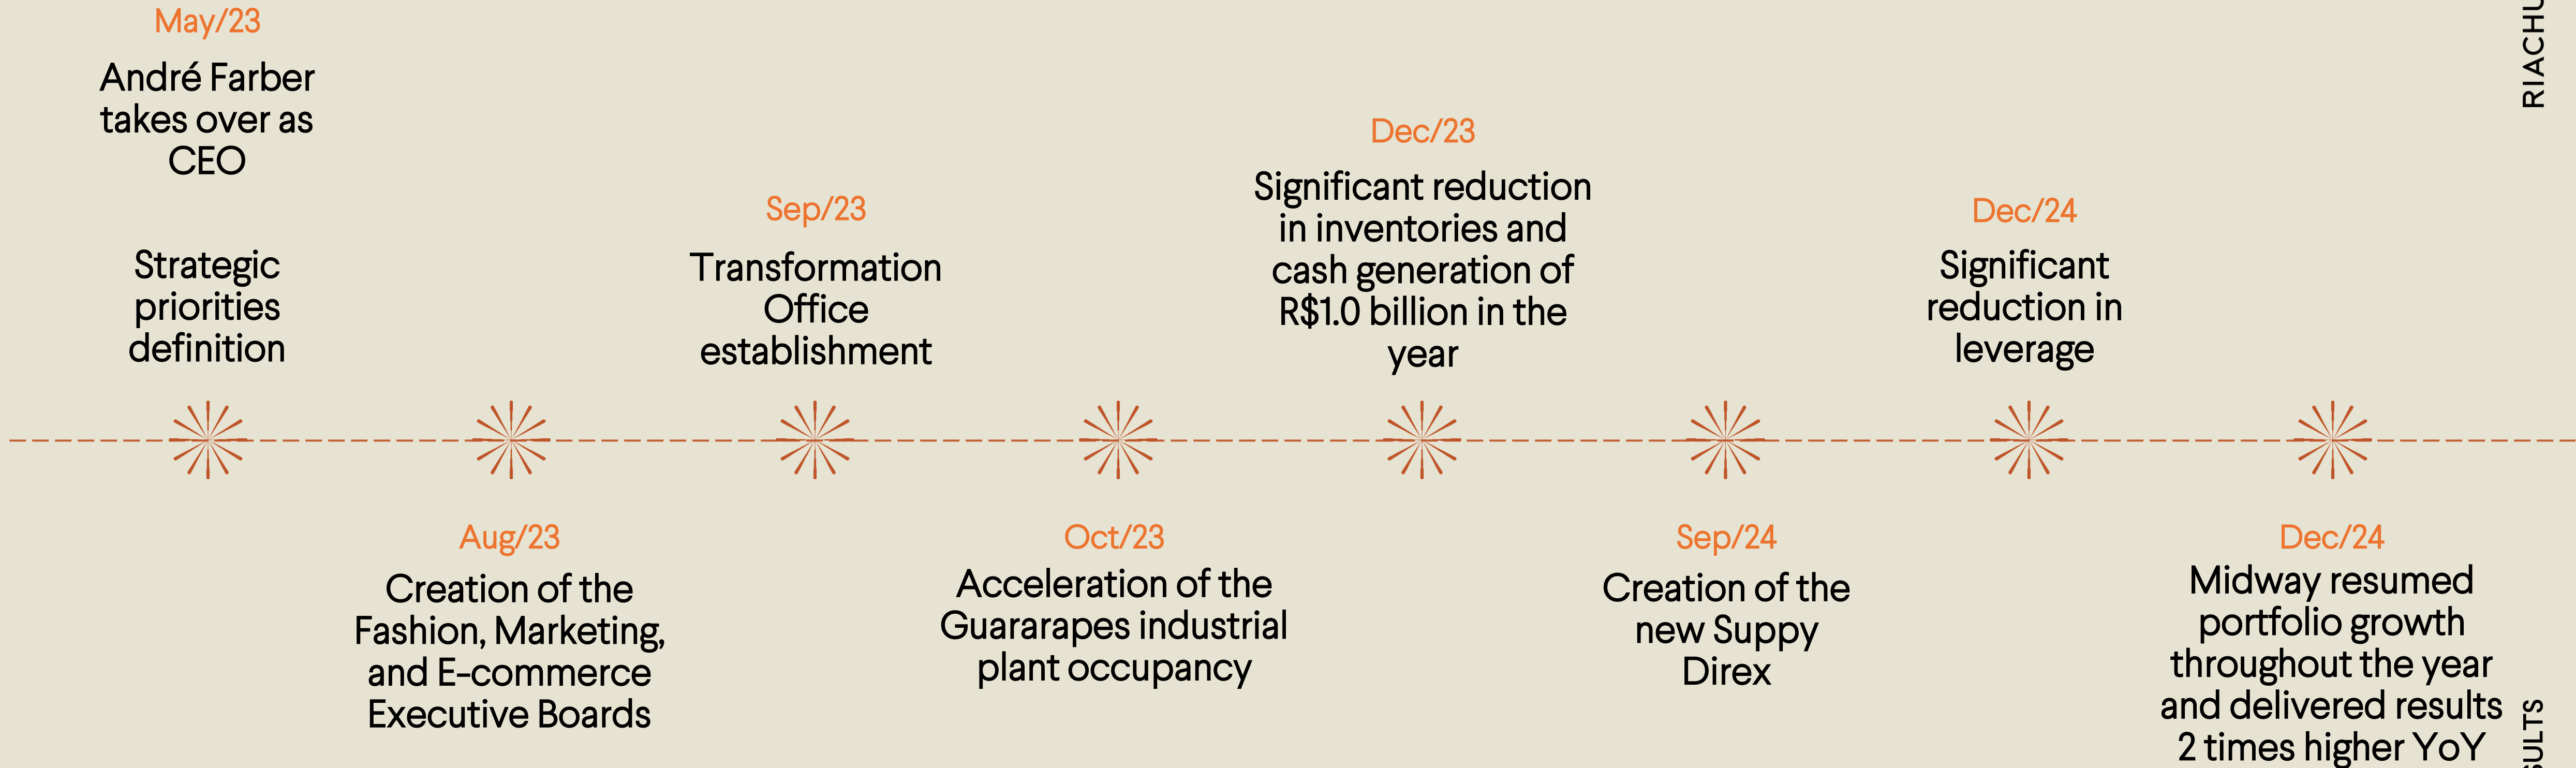 May/23
André Farber
takes over as
CEO
Strategic
priorities
definition
Aug/23
Creation of the
Fashion, Marketing,
and E-commerce
Executive Boards
Sep/23
Transformation
Office
establishment
Oct/23
Acceleration of the
Guararapes industrial
plant occupancy
Dec/23
Significant reduction
in inventories and
cash generation of
R$1.0 billion in the
year
Sep/24
Creation of the
new Suppy
Direx
Dec/24
Significant
reduction in
leverage
Dec/24
Midway resumed
portfolio growth
throughout the year
and delivered results
2 times higher YoY
RIACHU
SULTS